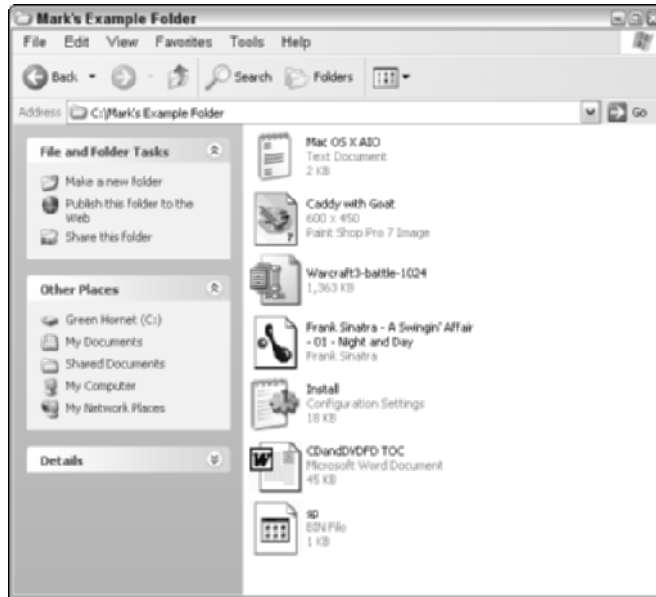 Mark's Example Folder
File Edit View Favorites Tools Help
Back Search Folders
Address C:\Mark's Example Folder Go
File and Folder Tasks
Make a new folder
Publish this folder to the
Web
Share this folder
Other Places
Green Hornet (C:)
My Documents
Shared Documents
My Computer
My Network Places
Details
Mac OS X AIO
Text Document
2 KB
Caddy with Goat
600 x 450
Paint Shop Pro 7 Image
Warcraft3-battle-1024
1,363 KB
Frank Sinatra - A Swingin' Affair
- 01 - Night and Day
Frank Sinatra
Install
Configuration Settings
18 KB
CDandDVDFD TOC
Microsoft Word Document
45 KB
sp
BIN File
1 KB